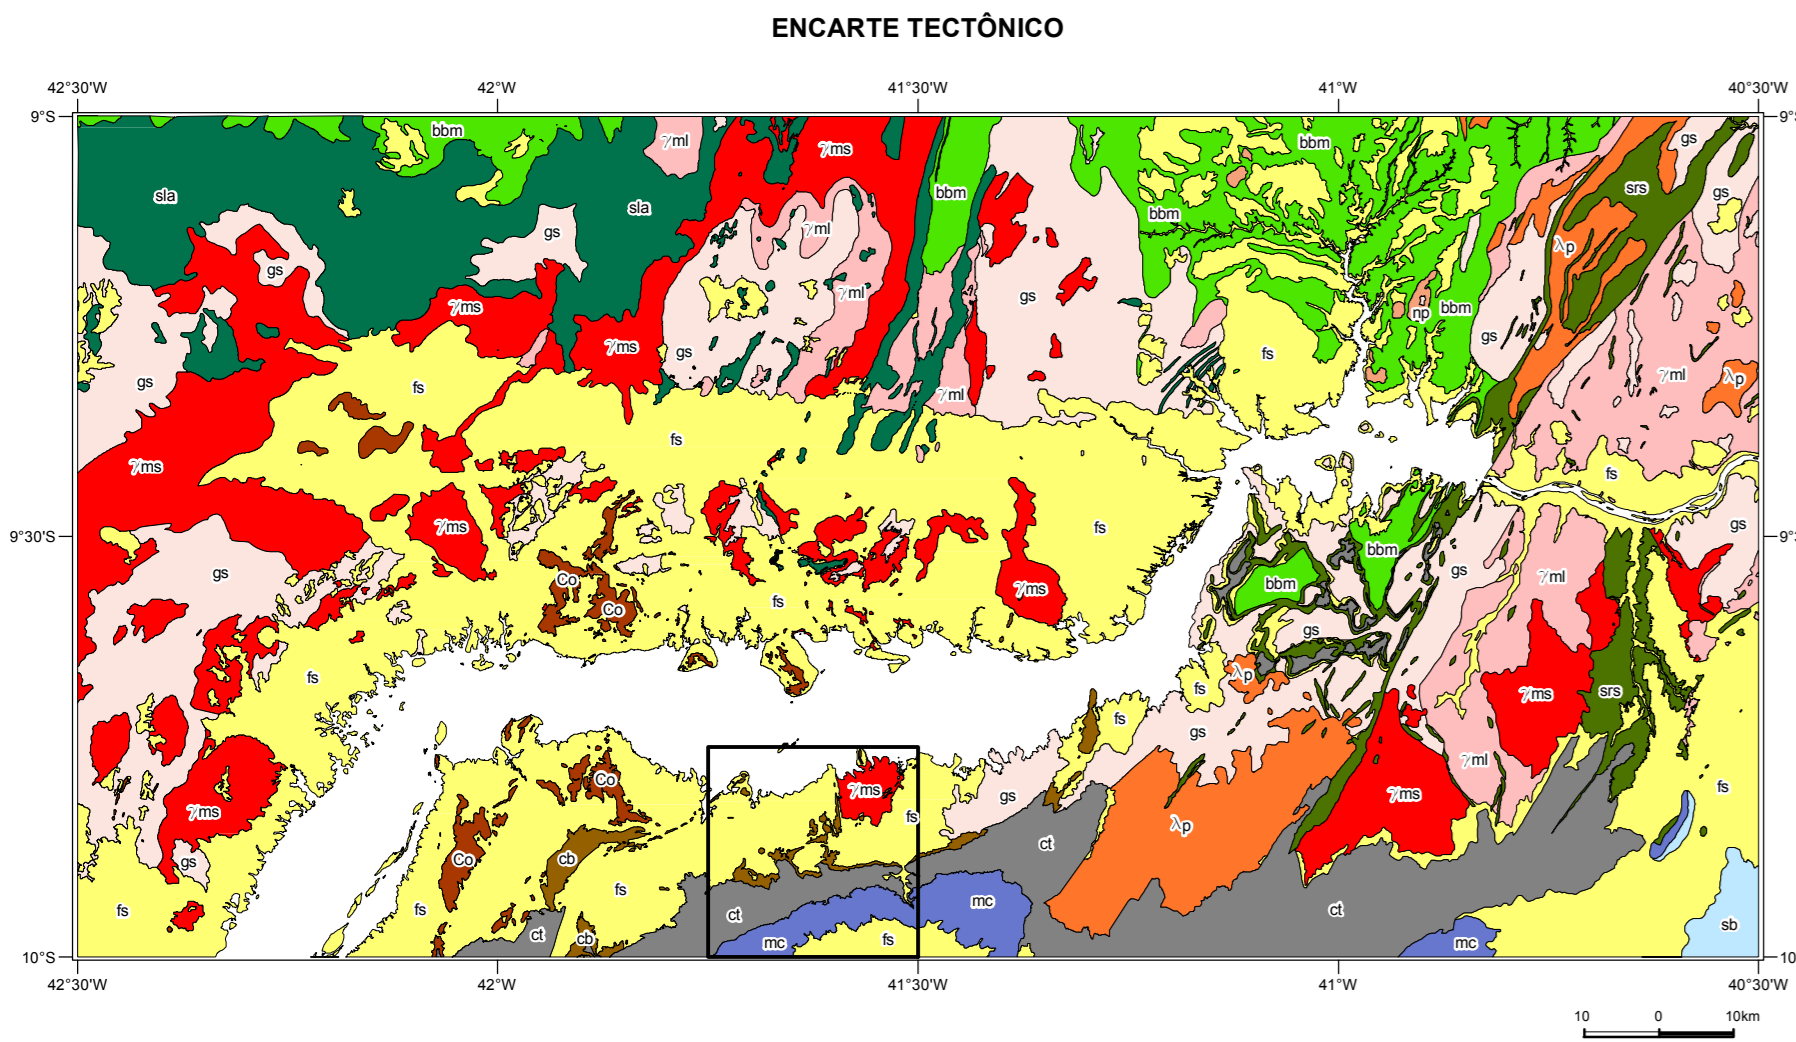 ENCARTE TECTÔNICO
42°30'W 42°W 41°30'W 41°W 40°30'W
9°S 9°S
bbm γml γms bbm gs
sla sla bbm bbm srs gs
gs γml bbm λp
gs γml gs
γms np bbm
γms gs fs gs
gs fs γml γml λp
fs
γms fs
γms fs gs
9°30'S
gs Co bbm gs γml
Co fs γms bbm
gs
fs λp fs γms srs
fs gs
Co γms γml fs
γms fs gs γms
λp
gs Co cb ct
fs fs fs ct mc ct
ct cb mc fs mc sb
10°S 10
42°30'W 42°W 41°30'W 41°W 40°30'W
10 0 10km